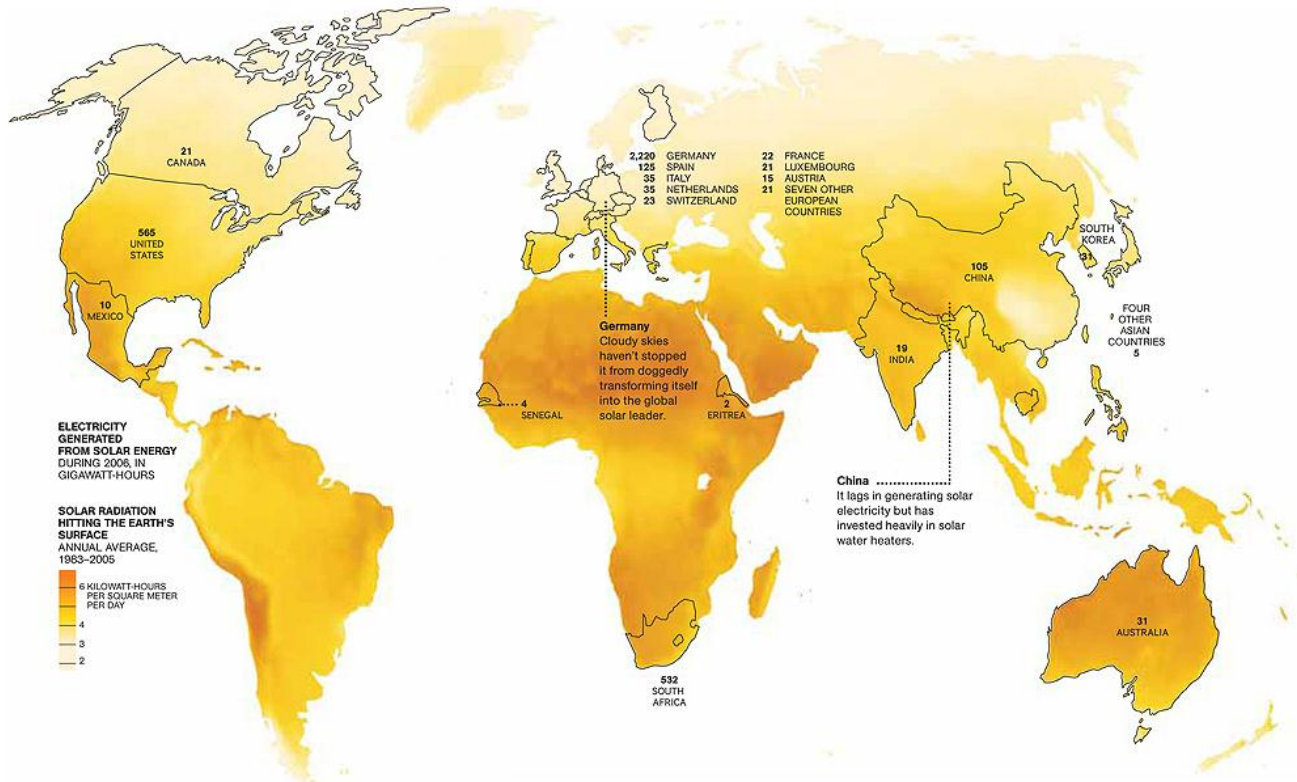 21
CANADA
565
UNITED
STATES
10
MEXICO
2,220 GERMANY
125 SPAIN
35 ITALY
35 NETHERLANDS
23 SWITZERLAND
22 FRANCE
21 LUXEMBOURG
15 AUSTRIA
21 SEVEN OTHER
EUROPEAN
COUNTRIES
SOUTH
KOREA
31
105
CHINA
FOUR
OTHER
ASIAN
COUNTRIES
5
19
INDIA
Germany
Cloudy skies
haven't stopped
it from doggedly
transforming itself
into the global
solar leader.
4
SENEGAL
2
ERITREA
ELECTRICITY
GENERATED
FROM SOLAR ENERGY
DURING 2006, IN
GIGAWATT-HOURS
SOLAR RADIATION
HITTING THE EARTH'S
SURFACE
ANNUAL AVERAGE,
1983–2005
6 KILOWATT-HOURS
PER SQUARE METER
PER DAY
4
3
2
China
It lags in generating solar
electricity but has
invested heavily in solar
water heaters.
31
AUSTRALIA
532
SOUTH
AFRICA